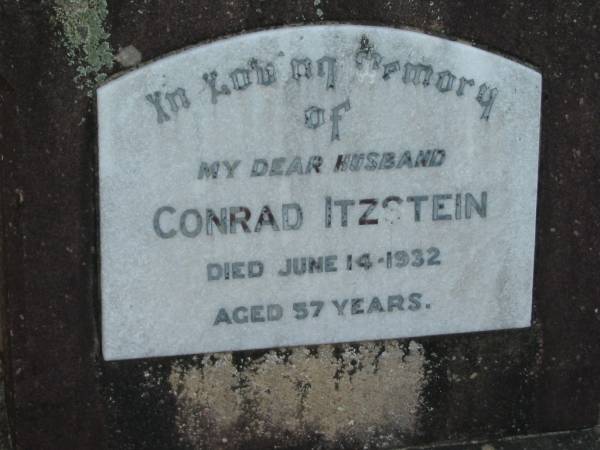 In Loving Memory
of
MY DEAR HUSBAND
CONRAD ITZSTEIN
DIED JUNE 14-1932
AGED 57 YEARS.